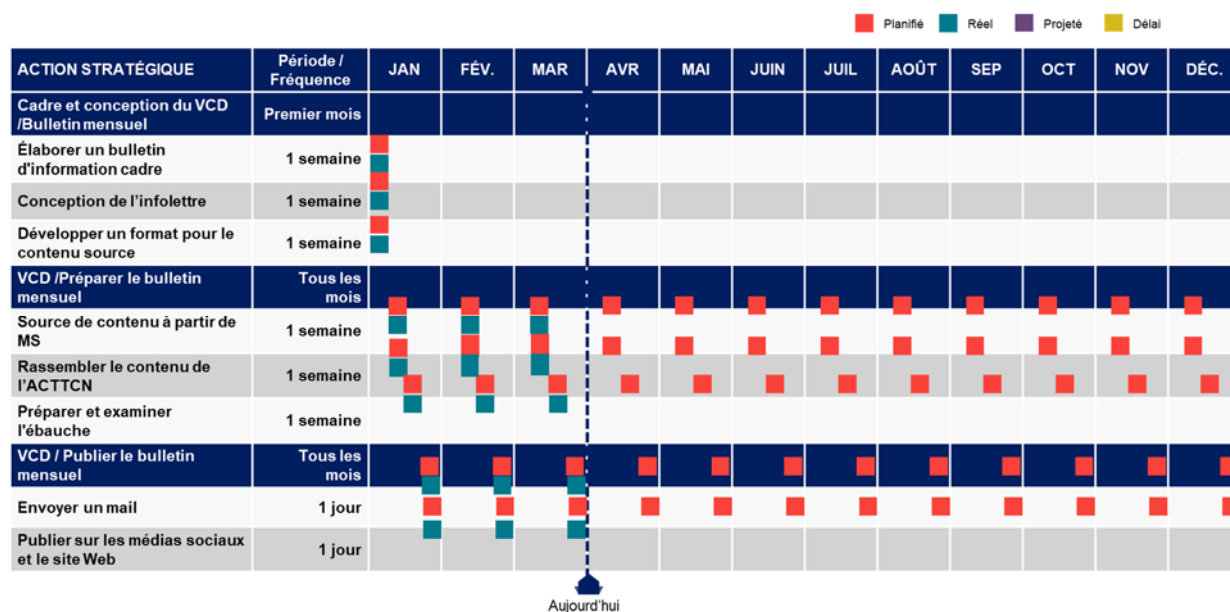 Planifié Réel Projeté Délai
ACTION STRATÉGIQUE
Période /
Fréquence
JAN FÉV. MAR AVR MAI JUIN JUIL AOÛT SEP OCT NOV DÉC.
Cadre et conception du VCD
/Bulletin mensuel
Premier mois
Élaborer un bulletin
d'information cadre
1 semaine
Conception de l'infolettre
1 semaine
Développer un format pour le
contenu source
1 semaine
VCD /Préparer le bulletin
mensuel
Tous les
mois
Source de contenu à partir de
MS
1 semaine
Rassembler le contenu de
l'ACTTCN
1 semaine
Préparer et examiner
l'ébauche
1 semaine
VCD / Publier le bulletin
mensuel
Tous les
mois
Envoyer un mail
1 jour
Publier sur les médias sociaux
et le site Web
1 jour
Aujourd'hui